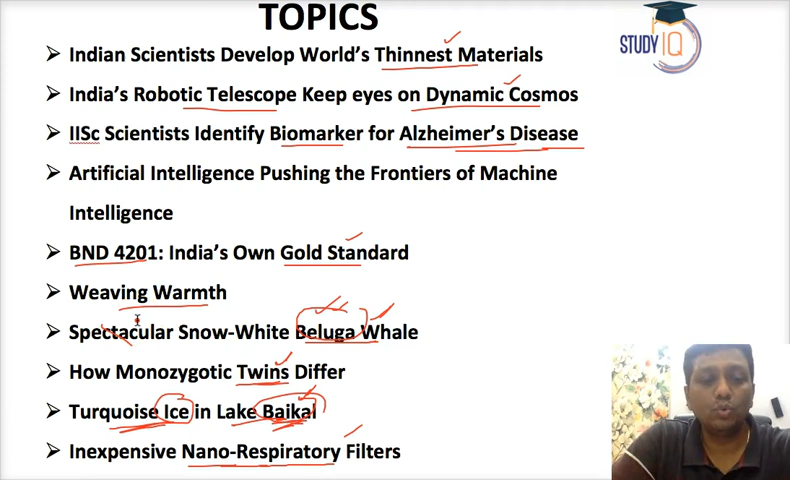 TOPICS
STUDY IQ
➤ Indian Scientists Develop World's Thinnest Materials
➤ India's Robotic Telescope Keep eyes on Dynamic Cosmos
➤ IISc Scientists Identify Biomarker for Alzheimer's Disease
➤ Artificial Intelligence Pushing the Frontiers of Machine
Intelligence
➤ BND 4201: India's Own Gold Standard
➤ Weaving Warmth
➤ Spectacular Snow-White Beluga Whale
➤ How Monozygotic Twins Differ
➤ Turquoise Ice in Lake Baikal
➤ Inexpensive Nano-Respiratory Filters